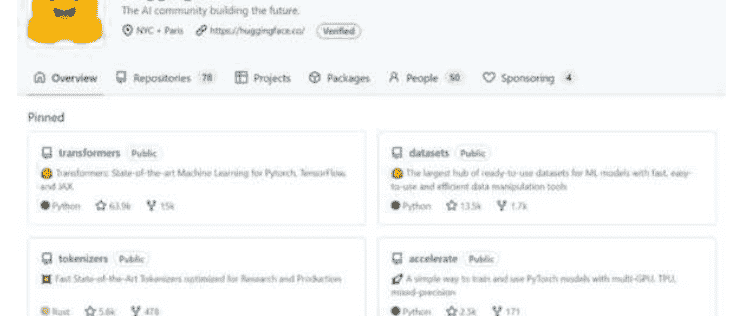 The AI community building the future.
NYC + Paris https://huggingface.co/ Verified
Overview Repositories 78 Projects Packages People 50 Sponsoring 4
Pinned
transformers Public
Transformers: State-of-the-art Machine Learning for Pytorch, TensorFlow,
and JAX.
Python 63.9k 15k
datasets Public
The largest hub of ready-to-use datasets for ML models with fast, easy-
to-use and efficient data manipulation tools
Python 13.5k 1.7k
tokenizers Public
Fast State-of-the-Art Tokenizers optimized for Research and Production
Rust 5.6k 478
accelerate Public
A simple way to train and use PyTorch models with multi-GPU, TPU,
mixed-precision
Python 2.5k 171